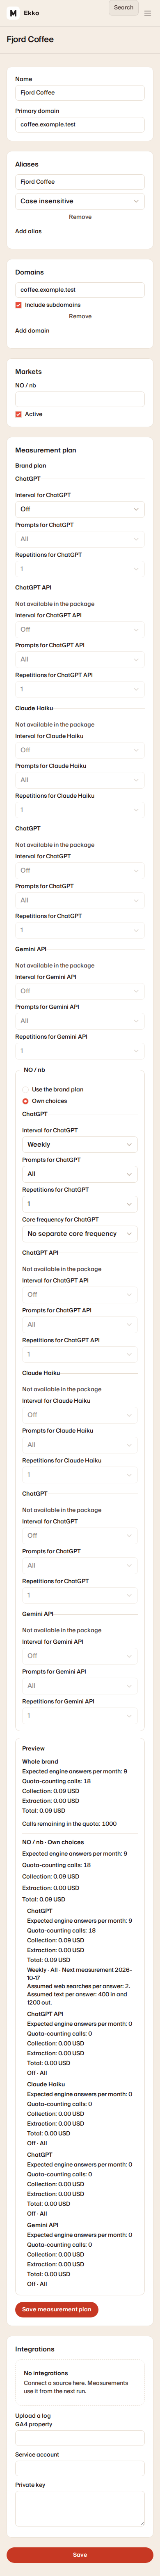 M Ekko
Search
Fjord Coffee
Name
Fjord Coffee
Primary domain
coffee.example.test
Aliases
Fjord Coffee
Case insensitive
Remove
Add alias
Domains
coffee.example.test
Include subdomains
Remove
Add domain
Markets
NO / nb
Active
Measurement plan
Brand plan
ChatGPT
Interval for ChatGPT
Off
Prompts for ChatGPT
All
Repetitions for ChatGPT
1
ChatGPT API
Not available in the package
Interval for ChatGPT API
Off
Prompts for ChatGPT API
All
Repetitions for ChatGPT API
1
Claude Haiku
Not available in the package
Interval for Claude Haiku
Off
Prompts for Claude Haiku
All
Repetitions for Claude Haiku
1
ChatGPT
Not available in the package
Interval for ChatGPT
Off
Prompts for ChatGPT
All
Repetitions for ChatGPT
1
Gemini API
Not available in the package
Interval for Gemini API
Off
Prompts for Gemini API
All
Repetitions for Gemini API
1
NO / nb
Use the brand plan
Own choices
ChatGPT
Interval for ChatGPT
Weekly
Prompts for ChatGPT
All
Repetitions for ChatGPT
1
Core frequency for ChatGPT
No separate core frequency
ChatGPT API
Not available in the package
Interval for ChatGPT API
Off
Prompts for ChatGPT API
All
Repetitions for ChatGPT API
1
Claude Haiku
Not available in the package
Interval for Claude Haiku
Off
Prompts for Claude Haiku
All
Repetitions for Claude Haiku
1
ChatGPT
Not available in the package
Interval for ChatGPT
Off
Prompts for ChatGPT
All
Repetitions for ChatGPT
1
Gemini API
Not available in the package
Interval for Gemini API
Off
Prompts for Gemini API
All
Repetitions for Gemini API
1
Preview
Whole brand
Expected engine answers per month: 9
Quota-counting calls: 18
Collection: 0.09 USD
Extraction: 0.00 USD
Total: 0.09 USD
Calls remaining in the quota: 1000
NO / nb · Own choices
Expected engine answers per month: 9
Quota-counting calls: 18
Collection: 0.09 USD
Extraction: 0.00 USD
Total: 0.09 USD
ChatGPT
Expected engine answers per month: 9
Quota-counting calls: 18
Collection: 0.09 USD
Extraction: 0.00 USD
Total: 0.09 USD
Weekly · All · Next measurement 2026-
10-17
Assumed web searches per answer: 2.
Assumed text per answer: 400 in and
1200 out.
ChatGPT API
Expected engine answers per month: 0
Quota-counting calls: 0
Collection: 0.00 USD
Extraction: 0.00 USD
Total: 0.00 USD
Off · All
Claude Haiku
Expected engine answers per month: 0
Quota-counting calls: 0
Collection: 0.00 USD
Extraction: 0.00 USD
Total: 0.00 USD
Off · All
ChatGPT
Expected engine answers per month: 0
Quota-counting calls: 0
Collection: 0.00 USD
Extraction: 0.00 USD
Total: 0.00 USD
Off · All
Gemini API
Expected engine answers per month: 0
Quota-counting calls: 0
Collection: 0.00 USD
Extraction: 0.00 USD
Total: 0.00 USD
Off · All
Save measurement plan
Integrations
No integrations
Connect a source here. Measurements
use it from the next run.
Upload a log
GA4 property
Service account
Private key
Save